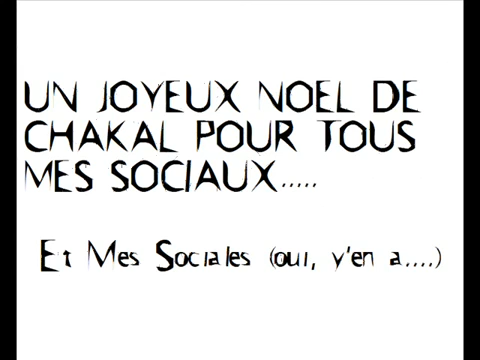 UN JOYEUX NOEL DE
CHAKAL POUR TOUS
MES SOCIAUX.....
Et Mes Sociales (oui, y'en a....)